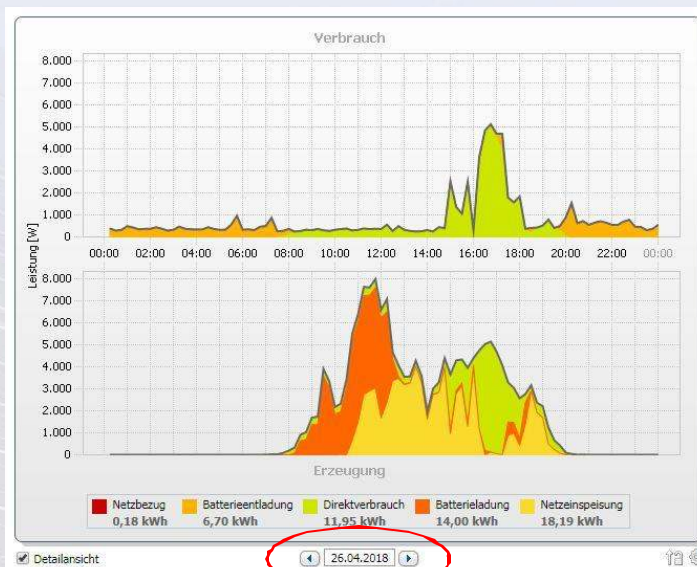 Verbrauch
8.000
7.000
6.000
5.000
4.000
3.000
2.000
1.000
0
00:00 02:00 04:00 06:00 08:00 10:00 12:00 14:00 16:00 18:00 20:00 22:00 00:00
Leistung [W]
8.000
7.000
6.000
5.000
4.000
3.000
2.000
1.000
0
Erzeugung
Netzbezug Batterieentladung Direktverbrauch Batterieladung Netzeinspeisung
0,18 kWh 6,70 kWh 11,95 kWh 14,00 kWh 18,19 kWh
Detailansicht 26.04.2018